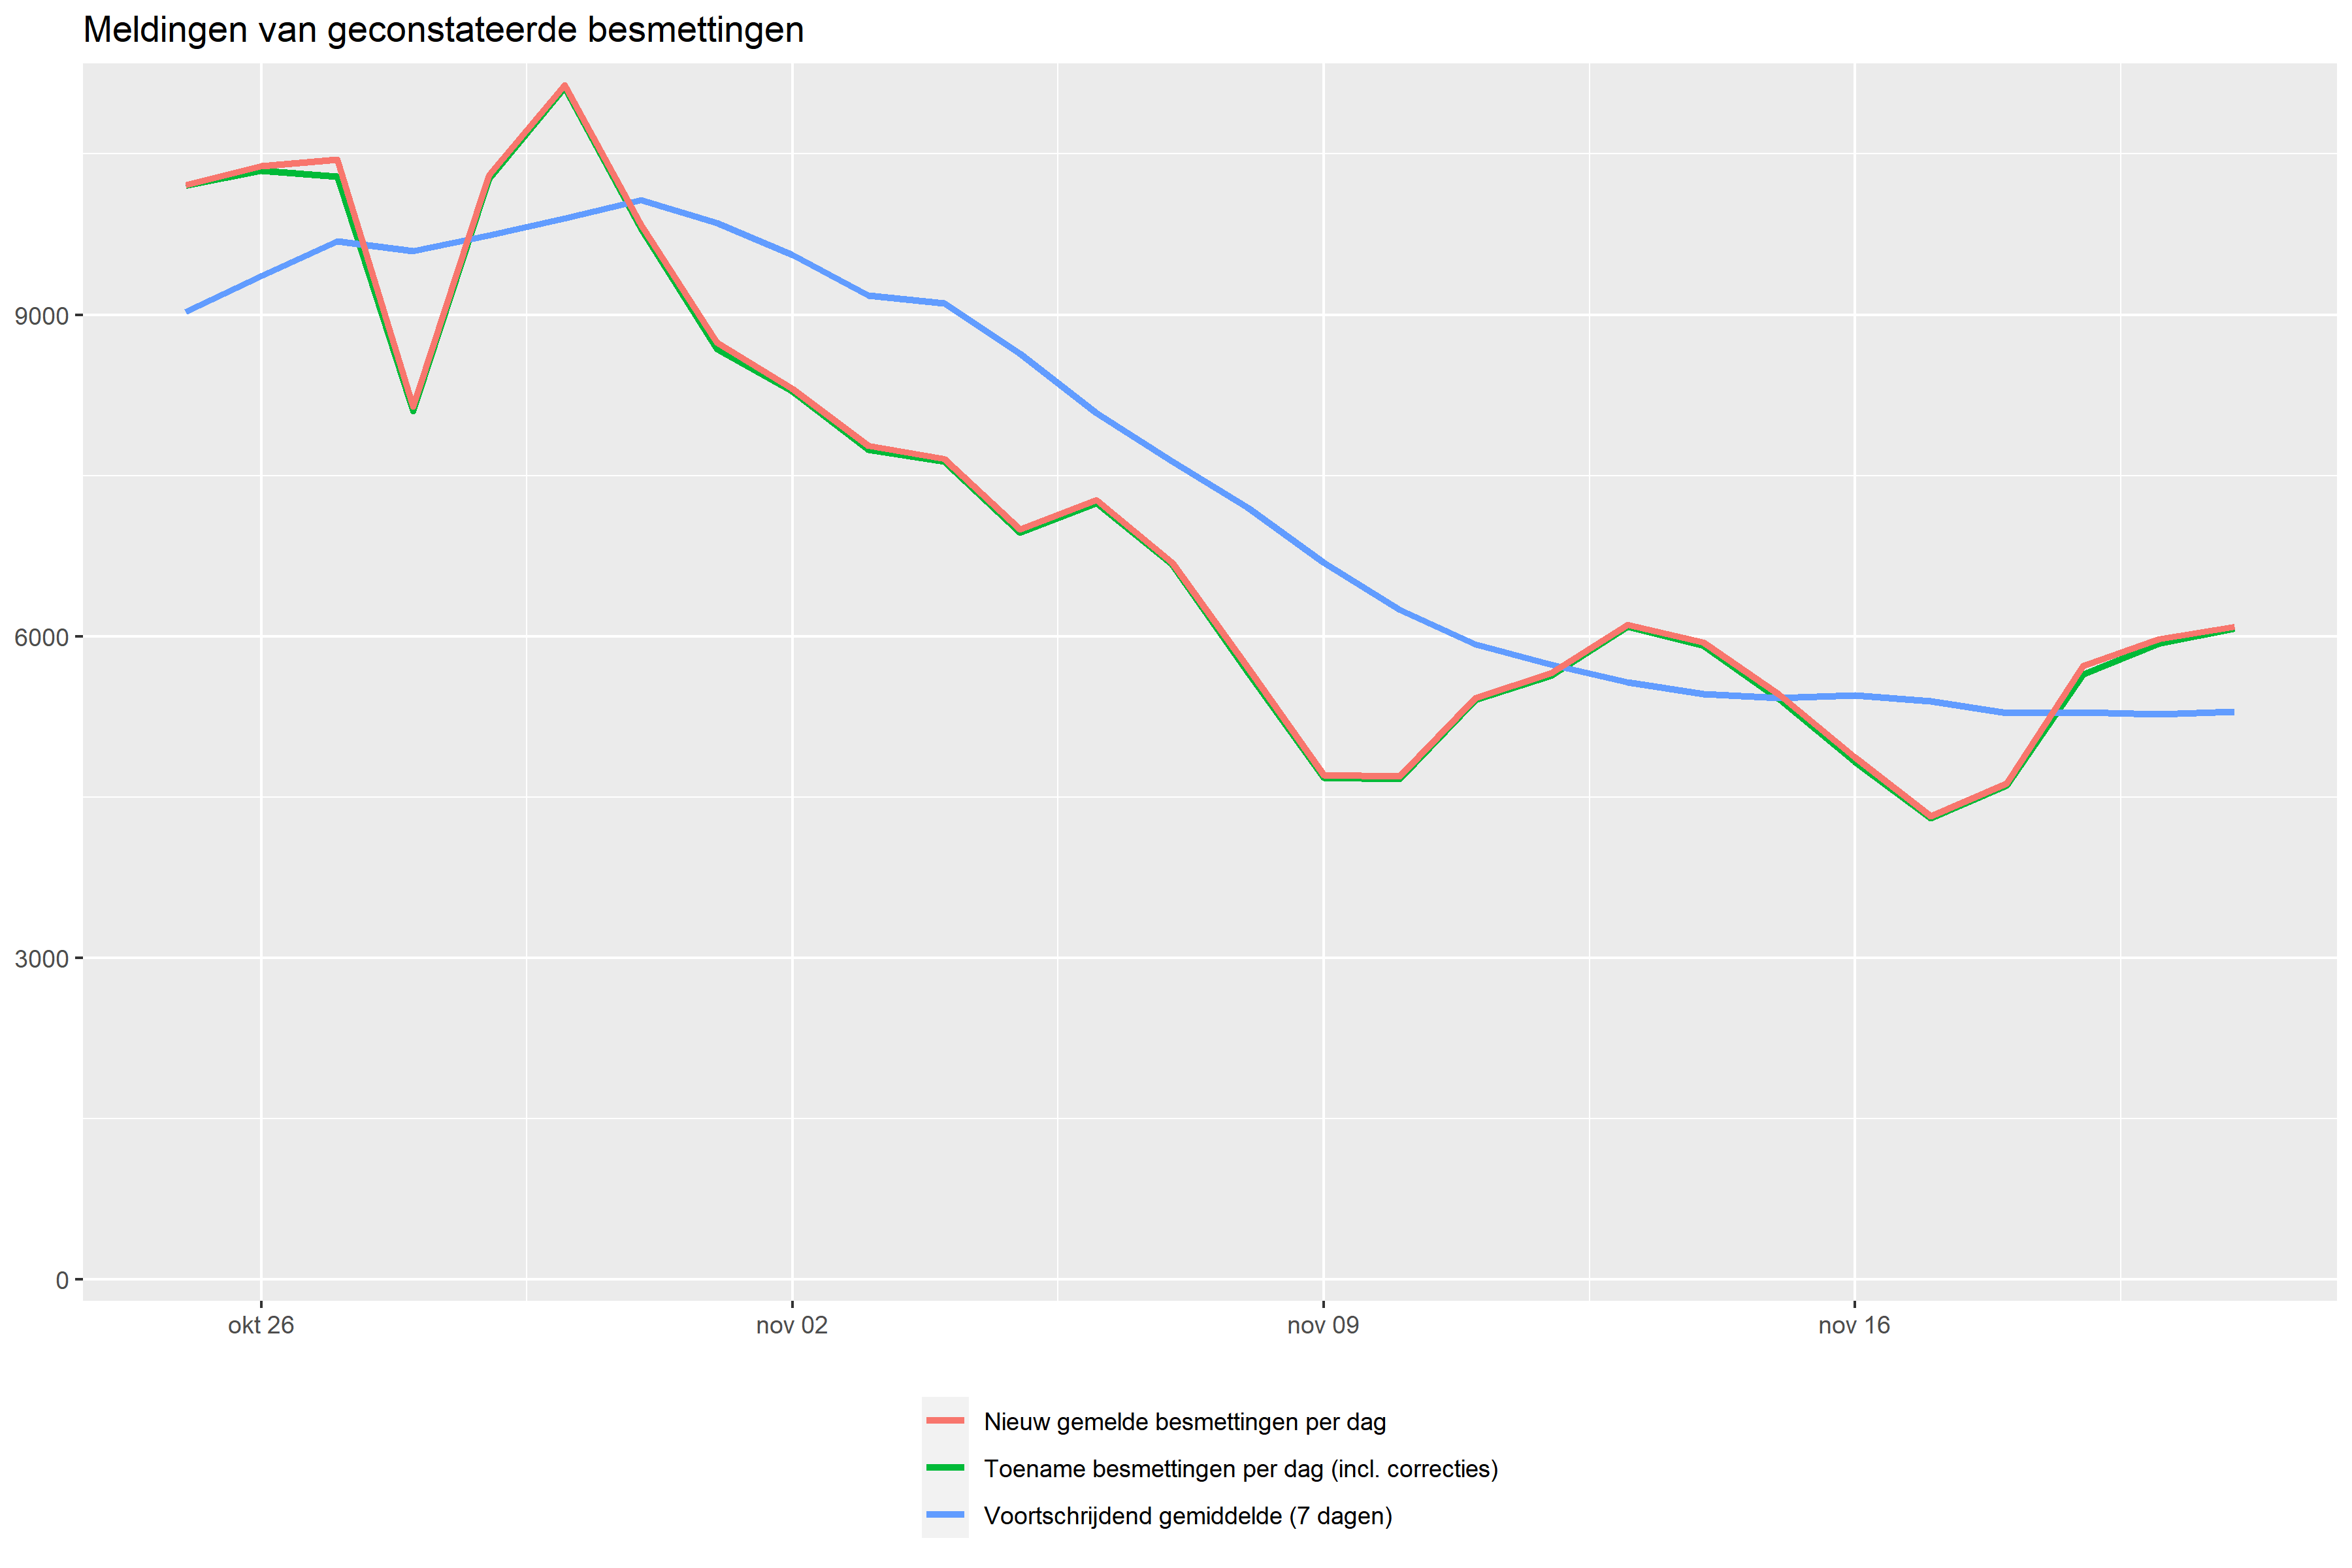 Meldingen van geconstateerde besmettingen
9000
6000
3000
0
okt 26 nov 02 nov 09 nov 16
Nieuw gemelde besmettingen per dag
Toename besmettingen per dag (incl. correcties)
Voortschrijdend gemiddelde (7 dagen)